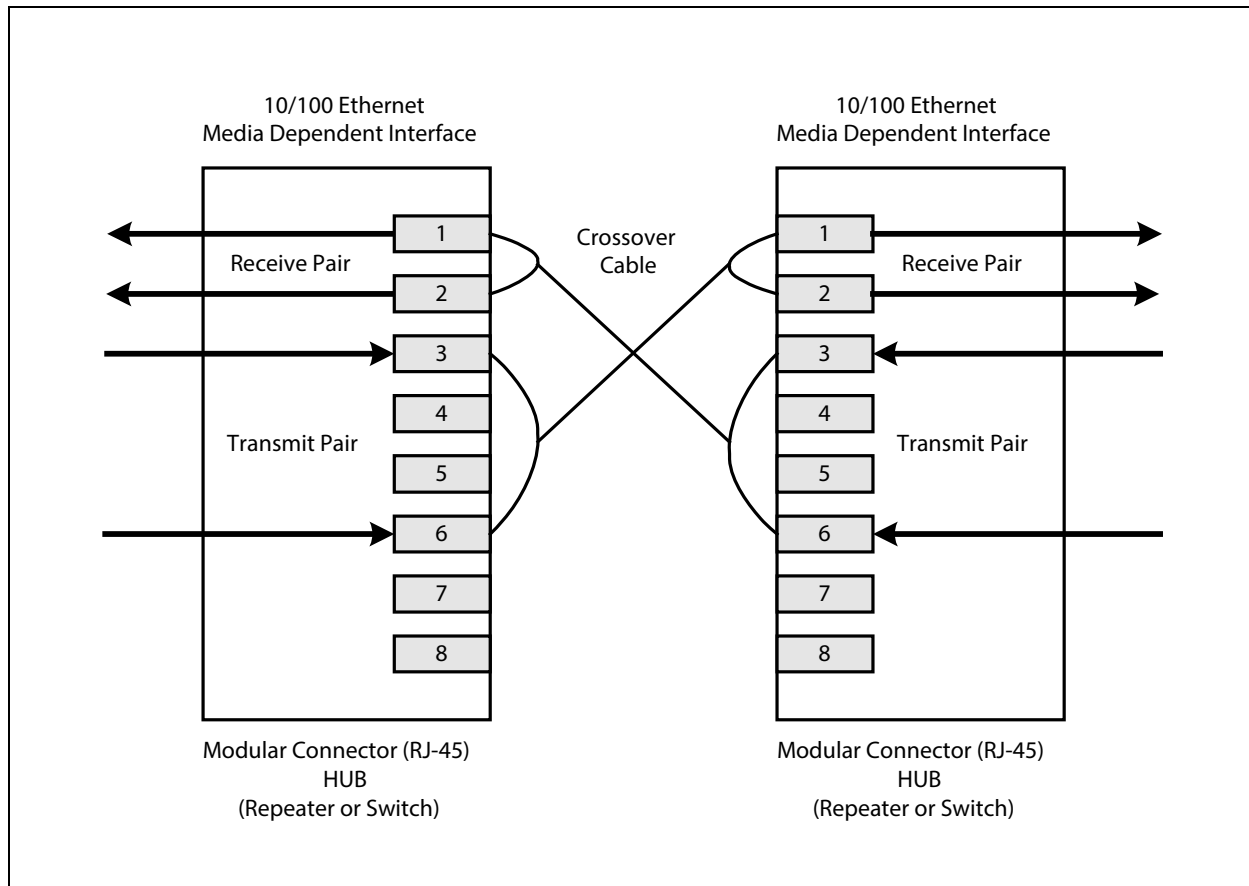 10/100 Ethernet
Media Dependent Interface
10/100 Ethernet
Media Dependent Interface
1
Receive Pair
2
3
4
Transmit Pair
5
6
7
8
Crossover
Cable
1
Receive Pair
2
3
4
Transmit Pair
5
6
7
8
Modular Connector (RJ-45)
HUB
(Repeater or Switch)
Modular Connector (RJ-45)
HUB
(Repeater or Switch)